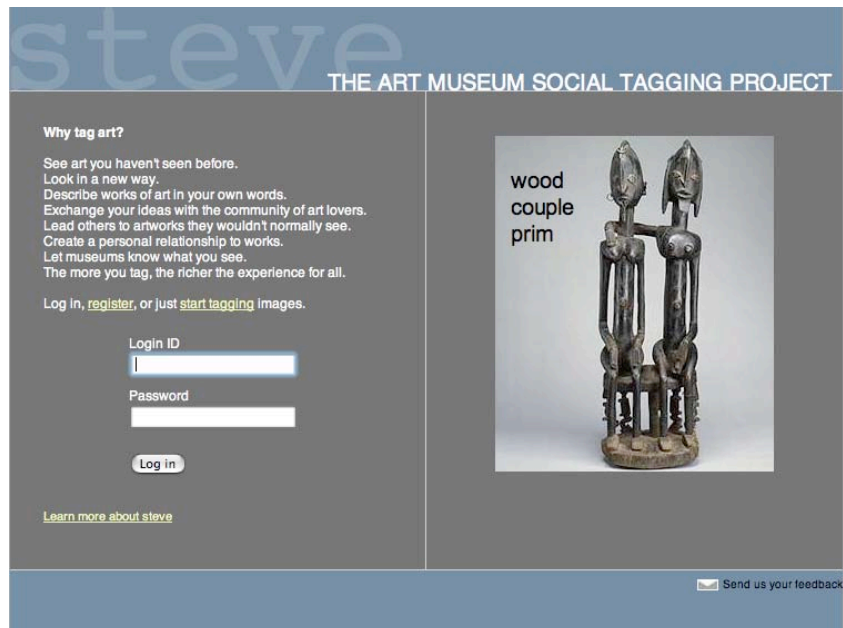 steve
THE ART MUSEUM SOCIAL TAGGING PROJECT
Why tag art?
See art you haven't seen before.
Look in a new way.
Describe works of art in your own words.
Exchange your ideas with the community of art lovers.
Lead others to artworks they wouldn't normally see.
Create a personal relationship to works.
Let museums know what you see.
The more you tag, the richer the experience for all.
Log in, register, or just start tagging images.
Login ID
Password
Log in
Learn more about steve
wood
couple
prim
Send us your feedback